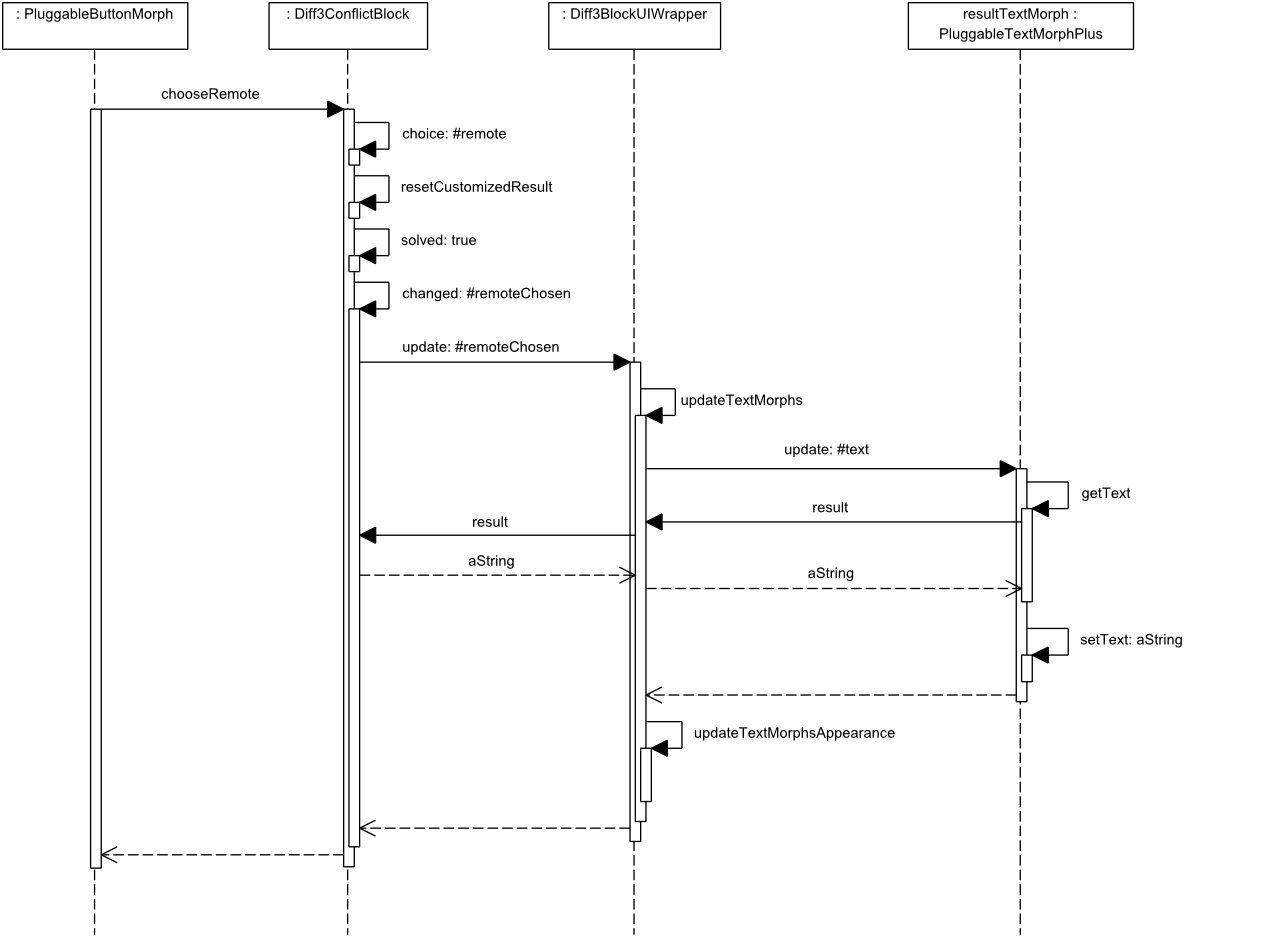 : PluggableButtonMorph
: Diff3ConflictBlock
: Diff3BlockUIWrapper
resultTextMorph :
PluggableTextMorphPlus
chooseRemote
choice: #remote
resetCustomizedResult
solved: true
changed: #remoteChosen
update: #remoteChosen
updateTextMorphs
update: #text
getText
result
result
aString
aString
setText: aString
updateTextMorphsAppearance